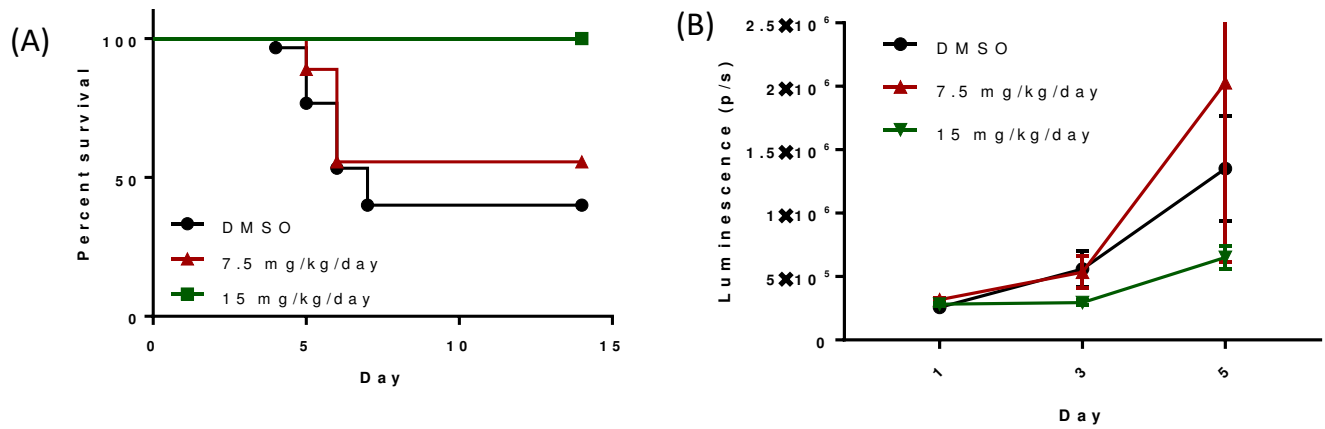 (A)
Percent survival
100
50
0
DMSO
7.5 mg/kg/day
15 mg/kg/day
0 5 10 15
Day
(B)
Luminescence (p/s)
2.5✖10⁶
2✖10⁶
1.5✖10⁶
1✖10⁶
5✖10⁵
0
DMSO
7.5 mg/kg/day
15 mg/kg/day
1 3 5
Day